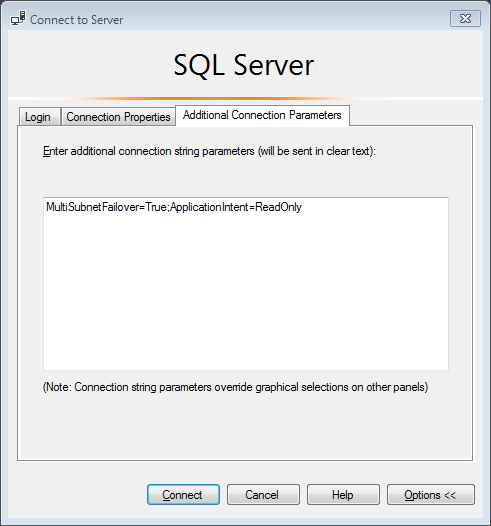 Connect to Server
SQL Server
Login Connection Properties Additional Connection Parameters
Enter additional connection string parameters (will be sent in clear text):
MultiSubnetFailover=True;ApplicationIntent=ReadOnly
(Note: Connection string parameters override graphical selections on other panels)
Connect Cancel Help Options <<